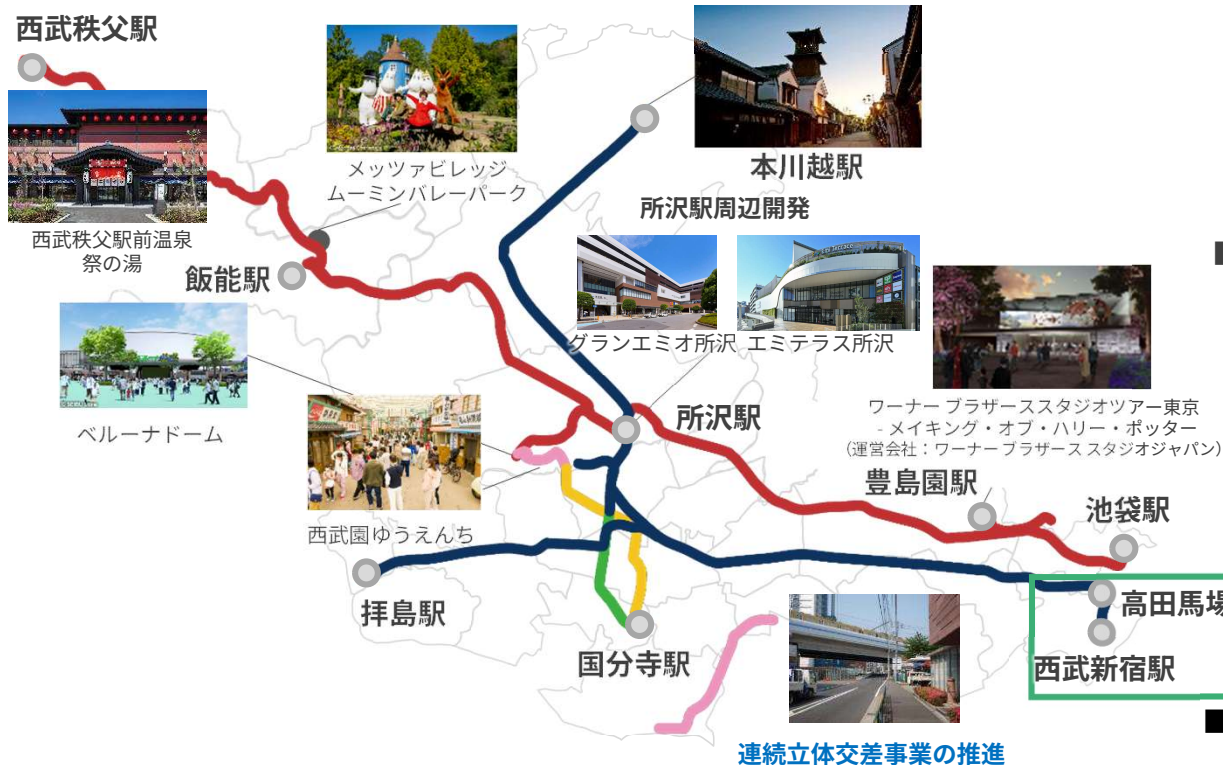 西武秩父駅
メッツァビレッジ
ムーミンバレーパーク
本川越駅
所沢駅周辺開発
西武秩父駅前温泉
祭の湯
飯能駅
グランエミオ所沢
エミテラス所沢
ベルーナドーム
所沢駅
ワーナー ブラザーススタジオツアー東京
- メイキング・オブ・ハリー・ポッター
(運営会社：ワーナー ブラザース スタジオジャパン)
豊島園駅
池袋駅
西武園ゆうえんち
拝島駅
国分寺駅
高田馬場
西武新宿駅
連続立体交差事業の推進